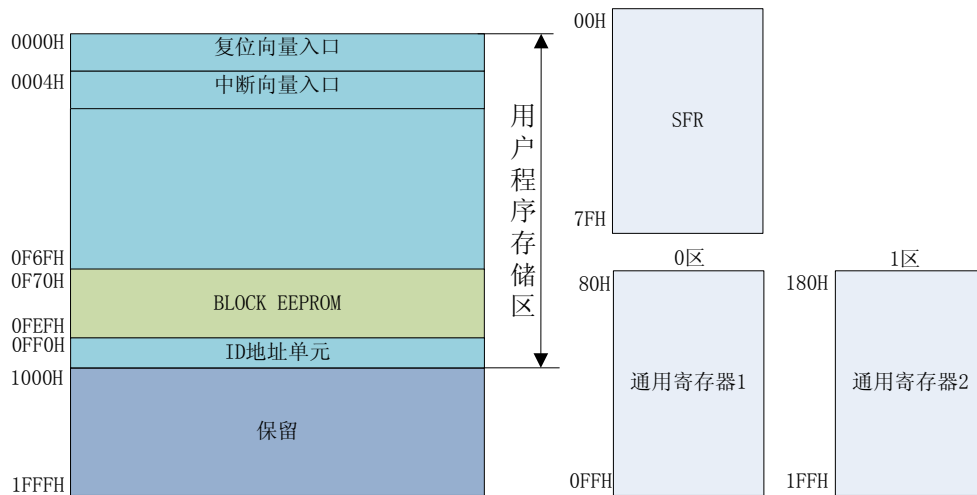 0000H
复位向量入口
0004H
中断向量入口
0F6FH
0F70H
BLOCK EEPROM
0FEFH
0FF0H
ID地址单元
1000H
保留
1FFFH
用户程序存储区
00H
SFR
7FH
0区
80H
通用寄存器1
0FFH
1区
180H
通用寄存器2
1FFH